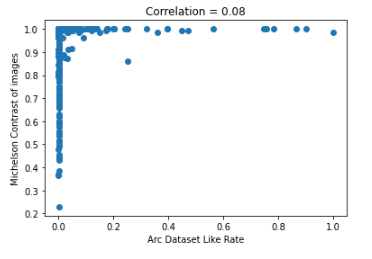 Correlation = 0.08
Michelson Contrast of images
1.0
0.9
0.8
0.7
0.6
0.5
0.4
0.3
0.2
0.0 0.2 0.4 0.6 0.8 1.0
Arc Dataset Like Rate